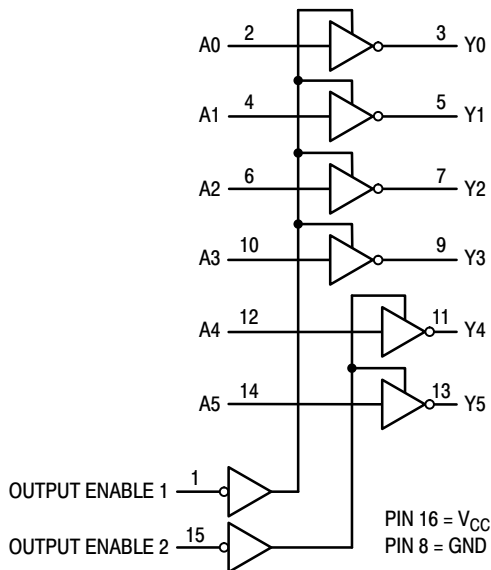 A0 2 3 Y0
A1 4 5 Y1
A2 6 7 Y2
A3 10 9 Y3
A4 12 11 Y4
A5 14 13 Y5
OUTPUT ENABLE 1 1
OUTPUT ENABLE 2 15
PIN 16 = VCC
PIN 8 = GND